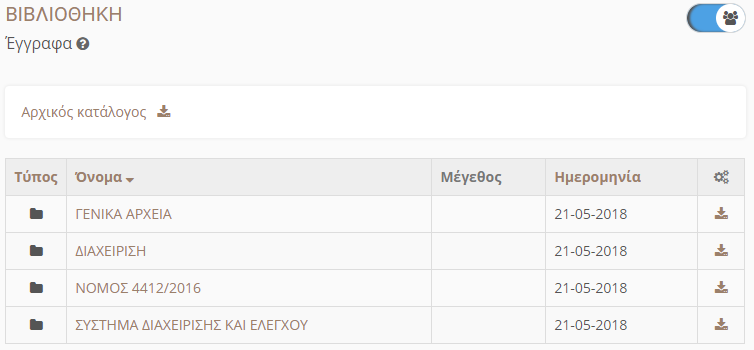 ΒΙΒΛΙΟΘΗΚΗ
Έγγραφα
Αρχικός κατάλογος
Τύπος Όνομα Μέγεθος Ημερομηνία
ΓΕΝΙΚΑ ΑΡΧΕΙΑ 21-05-2018
ΔΙΑΧΕΙΡΙΣΗ 21-05-2018
ΝΟΜΟΣ 4412/2016 21-05-2018
ΣΥΣΤΗΜΑ ΔΙΑΧΕΙΡΙΣΗΣ ΚΑΙ ΕΛΕΓΧΟΥ 21-05-2018